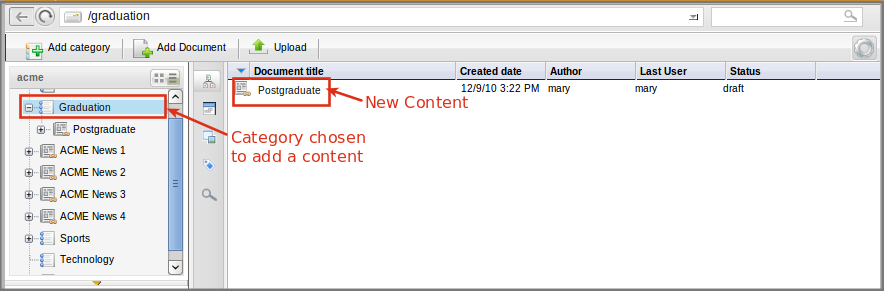 /graduation
Add category
Add Document
Upload
acme
Graduation
Postgraduate
ACME News 1
ACME News 2
ACME News 3
ACME News 4
Sports
Technology
Document title Created date Author Last User Status
Postgraduate 12/9/10 3:22 PM mary mary draft
New Content
Category chosen
to add a content